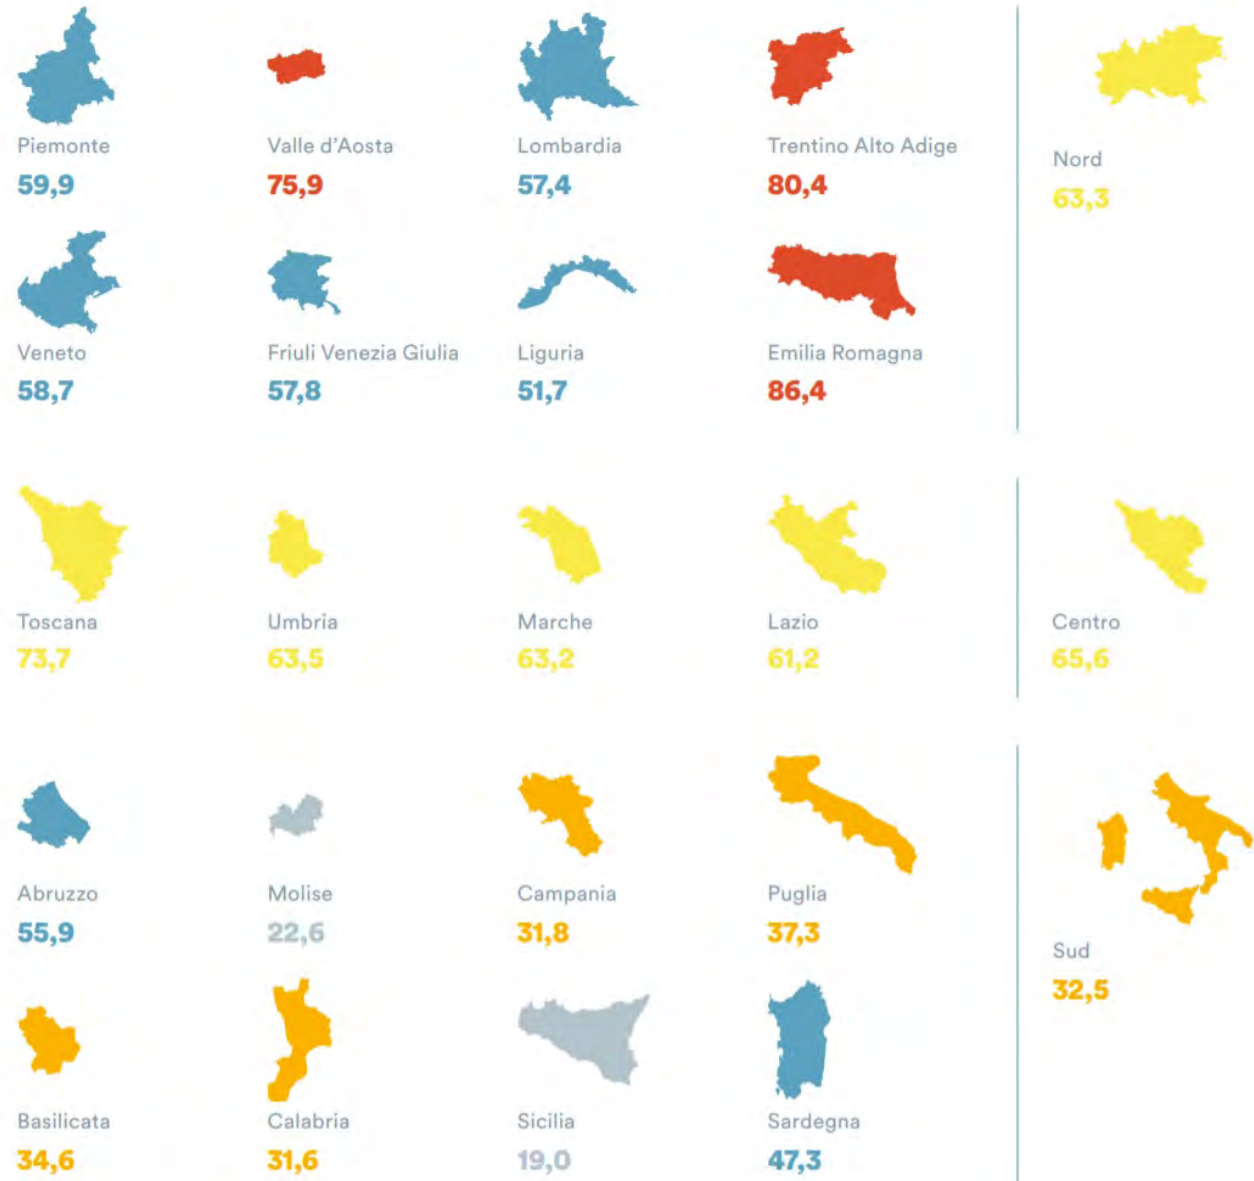 Piemonte
59,9
Valle d'Aosta
75,9
Lombardia
57,4
Trentino Alto Adige
80,4
Nord
63,3
Veneto
58,7
Friuli Venezia Giulia
57,8
Liguria
51,7
Emilia Romagna
86,4
Toscana
73,7
Umbria
63,5
Marche
63,2
Lazio
61,2
Centro
65,6
Abruzzo
55,9
Molise
22,6
Campania
31,8
Puglia
37,3
Sud
32,5
Basilicata
34,6
Calabria
31,6
Sicilia
19,0
Sardegna
47,3